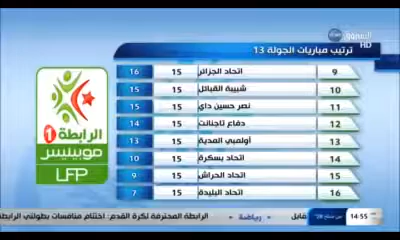 الشروق
HD
ترتيب مباريات الجولة 13
9 اتحاد الجزائر 15 16
10 شبيبة القبائل 15 15
11 نصر حسين داي 15 15
12 دفاع تاجنانت 15 14
13 أولمبي المدية 15 13
14 اتحاد بسكرة 15 10
15 اتحاد الحراش 15 9
16 اتحاد البليدة 15 7
الرابطة 1
موبيليس
LFP
14:55 رياضة الرابطة المحترفة لكرة القدم: اختتام منافسات بطولتي الرابطة